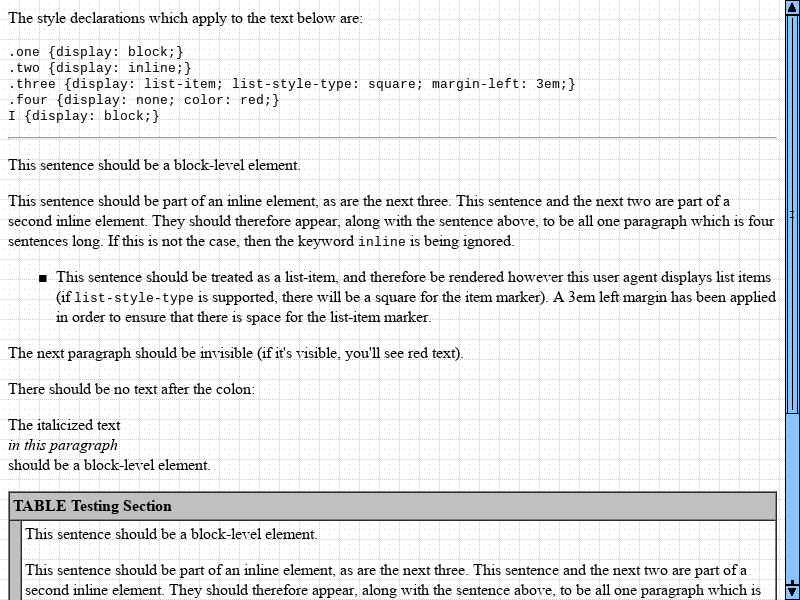 The style declarations which apply to the text below are:
.one {display: block;}
.two {display: inline;}
.three {display: list-item; list-style-type: square; margin-left: 3em;}
.four {display: none; color: red;}
I {display: block;}
This sentence should be a block-level element.
This sentence should be part of an inline element, as are the next three. This sentence and the next two are part of a
second inline element. They should therefore appear, along with the sentence above, to be all one paragraph which is four
sentences long. If this is not the case, then the keyword inline is being ignored.
This sentence should be treated as a list-item, and therefore be rendered however this user agent displays list items
(if list-style-type is supported, there will be a square for the item marker). A 3em left margin has been applied
in order to ensure that there is space for the list-item marker.
The next paragraph should be invisible (if it's visible, you'll see red text).
There should be no text after the colon:
The italicized text
in this paragraph
should be a block-level element.
TABLE Testing Section
This sentence should be a block-level element.
This sentence should be part of an inline element, as are the next three. This sentence and the next two are part of a
second inline element. They should therefore appear, along with the sentence above, to be all one paragraph which is